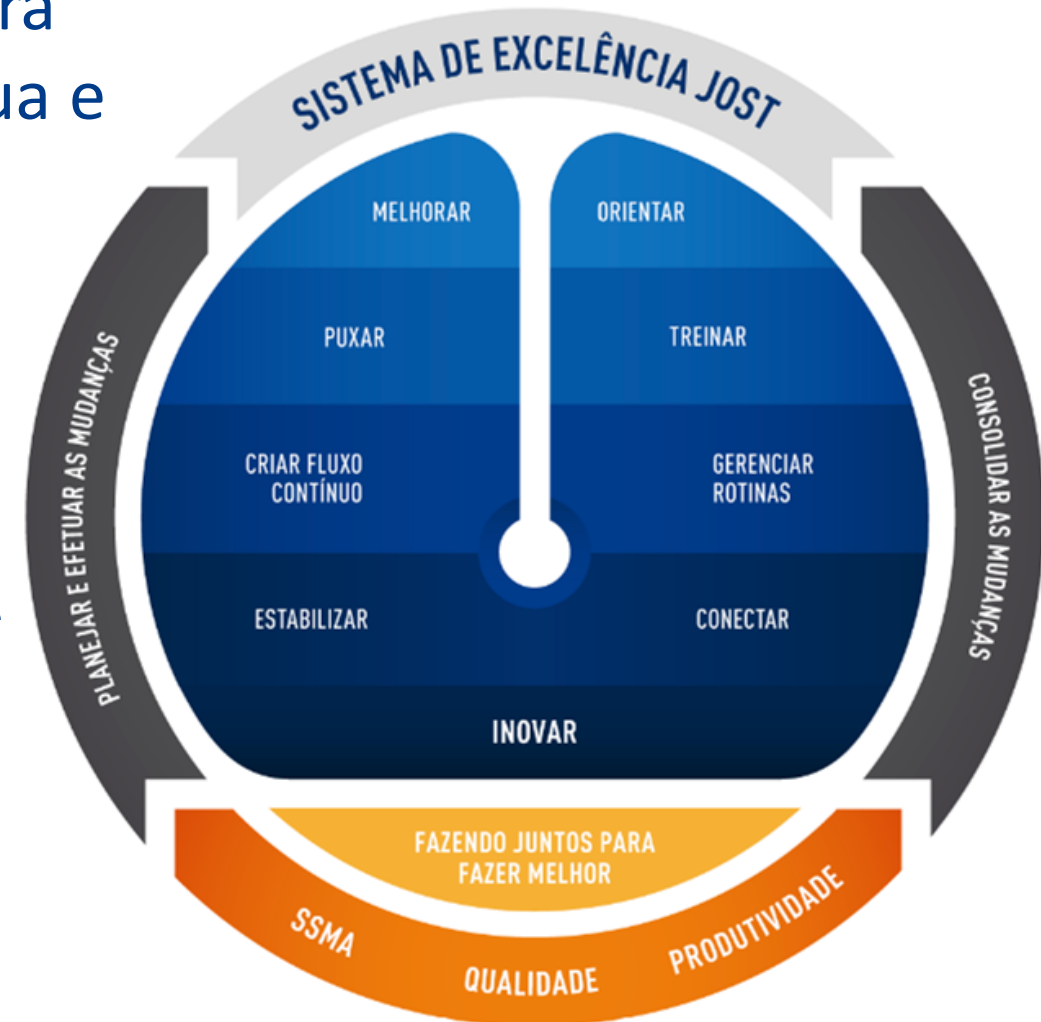 ra
ua e
SISTEMA DE EXCELÊNCIA JOST
MELHORAR
ORIENTAR
PUXAR
TREINAR
CRIAR FLUXO
CONTÍNUO
GERENCIAR
ROTINAS
ESTABILIZAR
CONECTAR
INOVAR
PLANEJAR E EFETUAR AS MUDANÇAS
CONSOLIDAR AS MUDANÇAS
FAZENDO JUNTOS PARA
FAZER MELHOR
SSMA
QUALIDADE
PRODUTIVIDADE